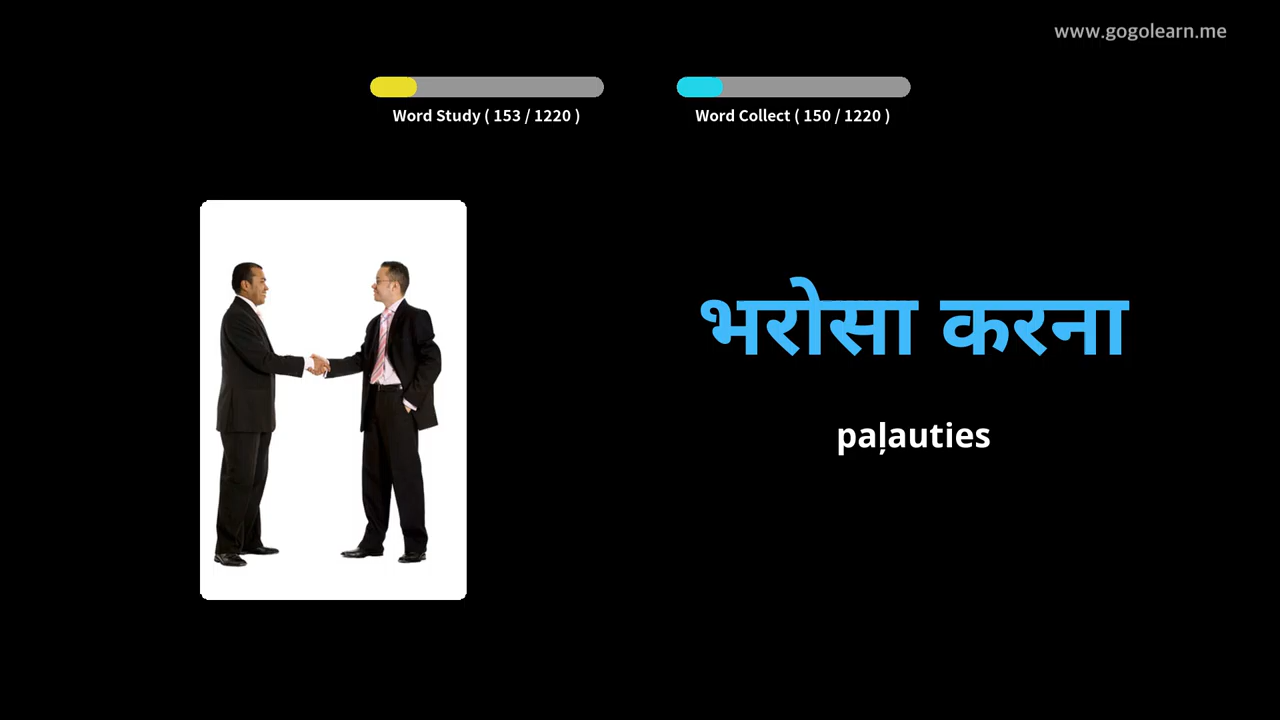 www.gogolearn.me
Word Study ( 153 / 1220 )
Word Collect ( 150 / 1220 )
भरोसा करना
paļauties